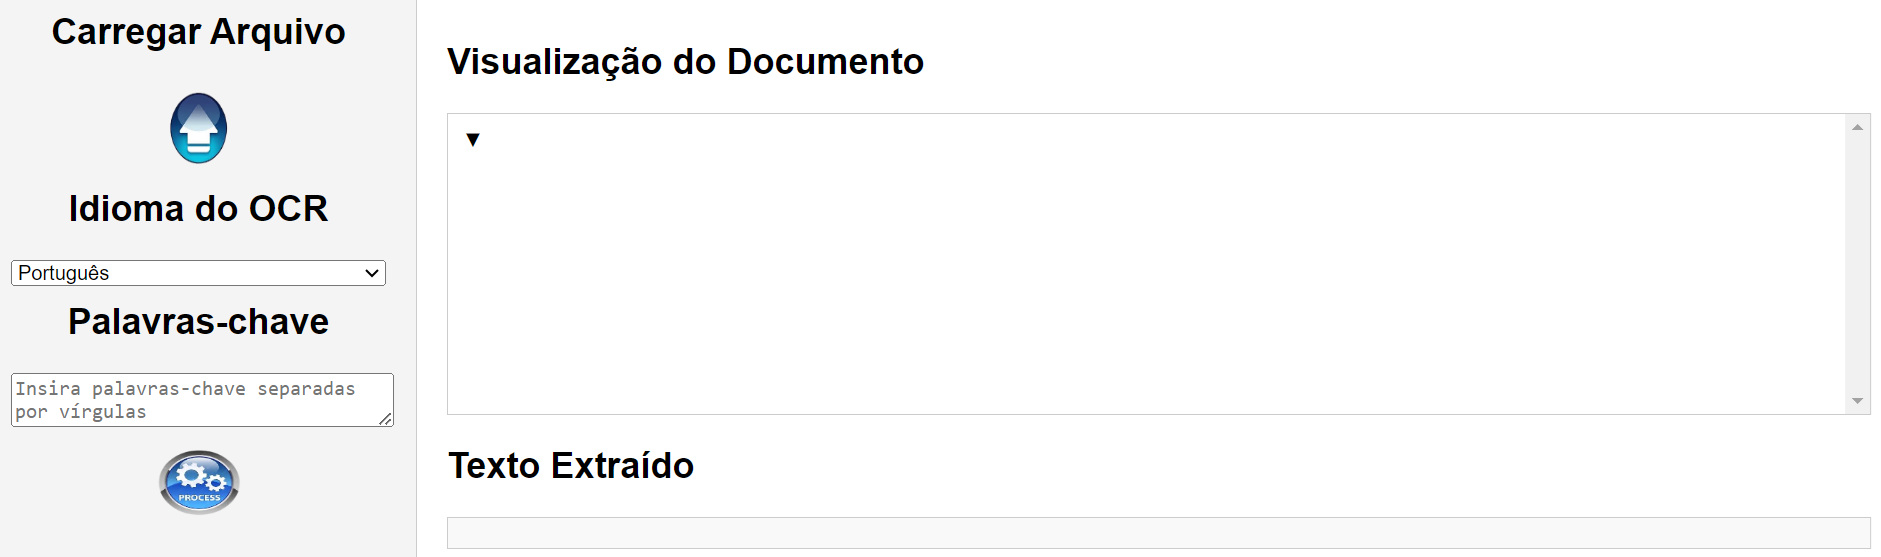 Carregar Arquivo
Idioma do OCR
Português
Palavras-chave
Insira palavras-chave separadas
por vírgulas
PROCESS
Visualização do Documento
▼
Texto Extraído